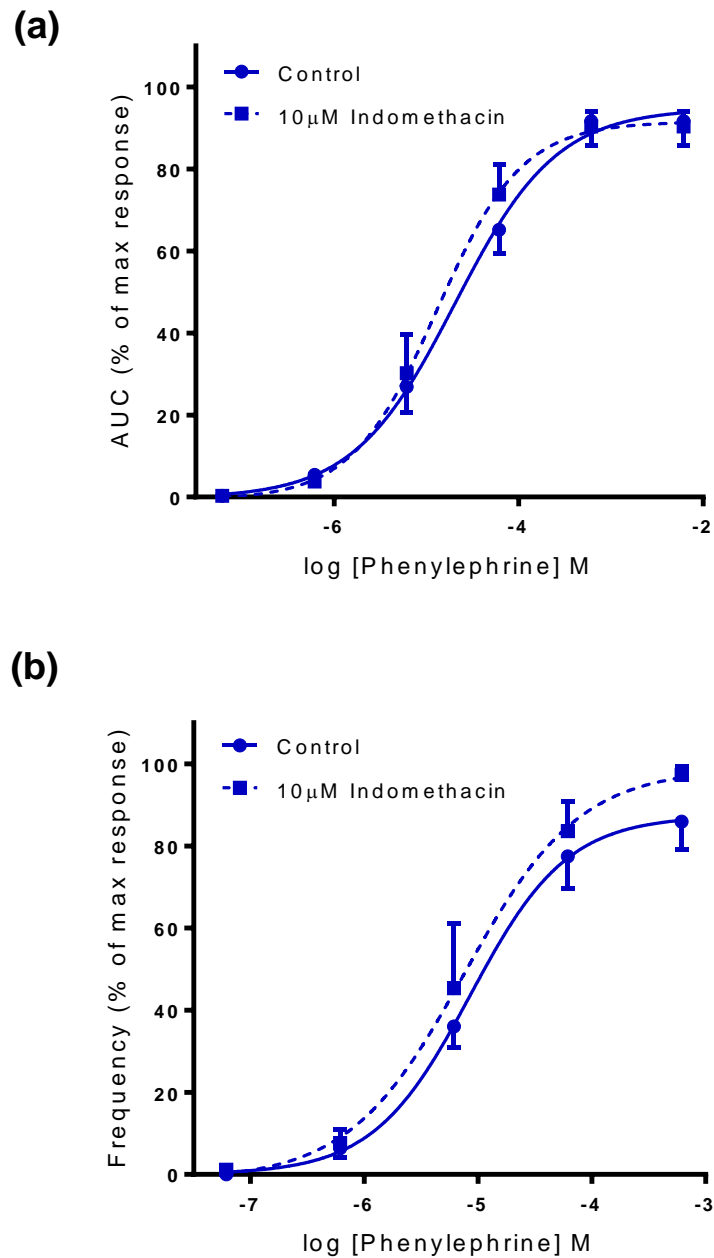 (a)
Control
10μM Indomethacin
AUC (% of max response)
100
80
60
40
20
0
-6
-4
-2
log [Phenylephrine] M
(b)
Control
10μM Indomethacin
Frequency (% of max response)
100
80
60
40
20
0
-7
-6
-5
-4
-3
log [Phenylephrine] M